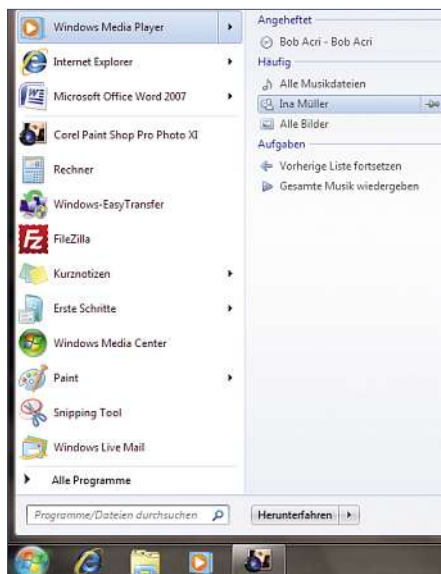 Windows Media Player
Internet Explorer
Microsoft Office Word 2007
Corel Paint Shop Pro Photo XI
Rechner
Windows-EasyTransfer
FileZilla
Kurznotizen
Erste Schritte
Windows Media Center
Paint
Snipping Tool
Windows Live Mail
Alle Programme
Programme/Dateien durchsuchen
Angeheftet
Bob Acri - Bob Acri
Häufig
Alle Musikdateien
Ina Müller
Alle Bilder
Aufgaben
Vorherige Liste fortsetzen
Gesamte Musik wiedergeben
Herunterfahren